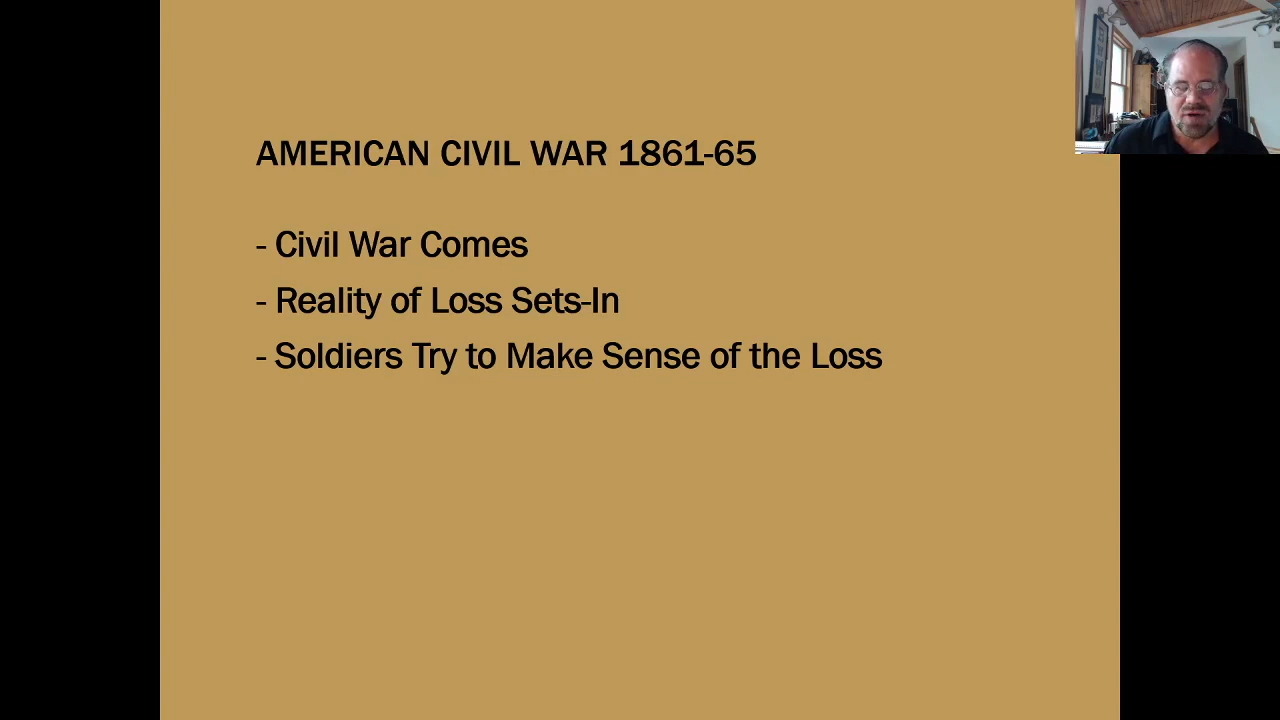 AMERICAN CIVIL WAR 1861-65
- Civil War Comes
- Reality of Loss Sets-In
- Soldiers Try to Make Sense of the Loss